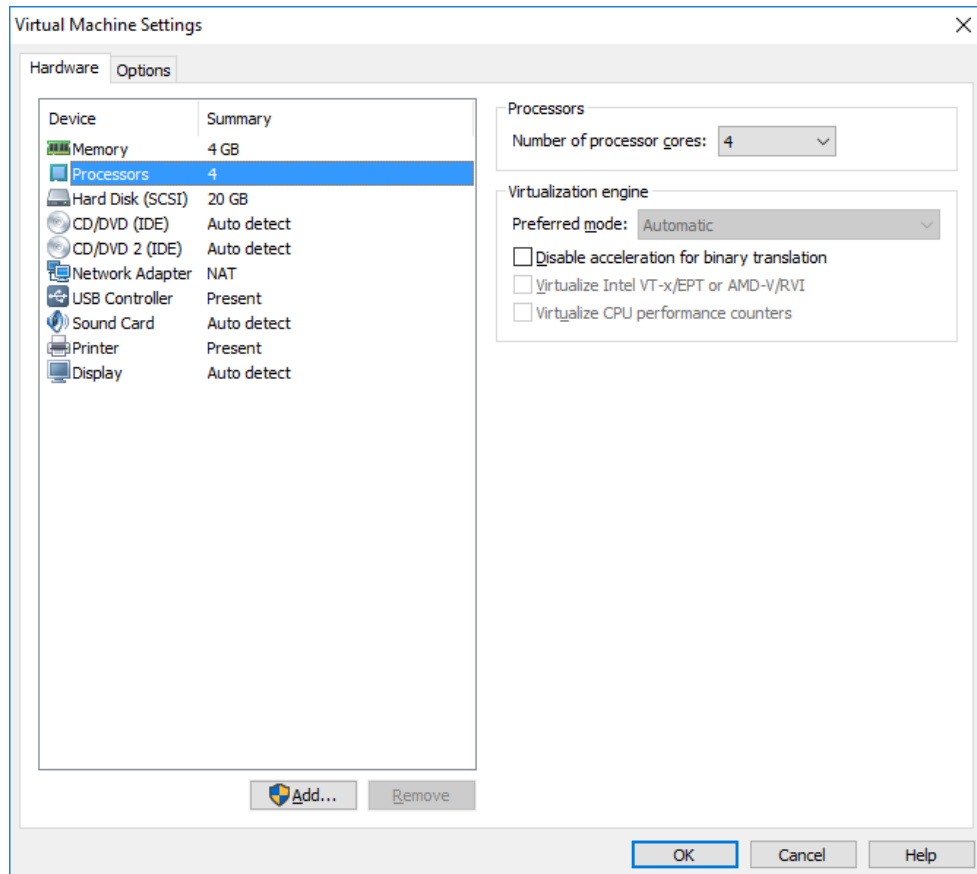 Virtual Machine Settings
Hardware Options
Device Summary
Memory 4 GB
Processors 4
Hard Disk (SCSI) 20 GB
CD/DVD (IDE) Auto detect
CD/DVD 2 (IDE) Auto detect
Network Adapter NAT
USB Controller Present
Sound Card Auto detect
Printer Present
Display Auto detect
Add... Remove
Processors
Number of processor cores: 4
Virtualization engine
Preferred mode: Automatic
Disable acceleration for binary translation
Virtualize Intel VT-x/EPT or AMD-V/RVI
Virtualize CPU performance counters
OK Cancel Help